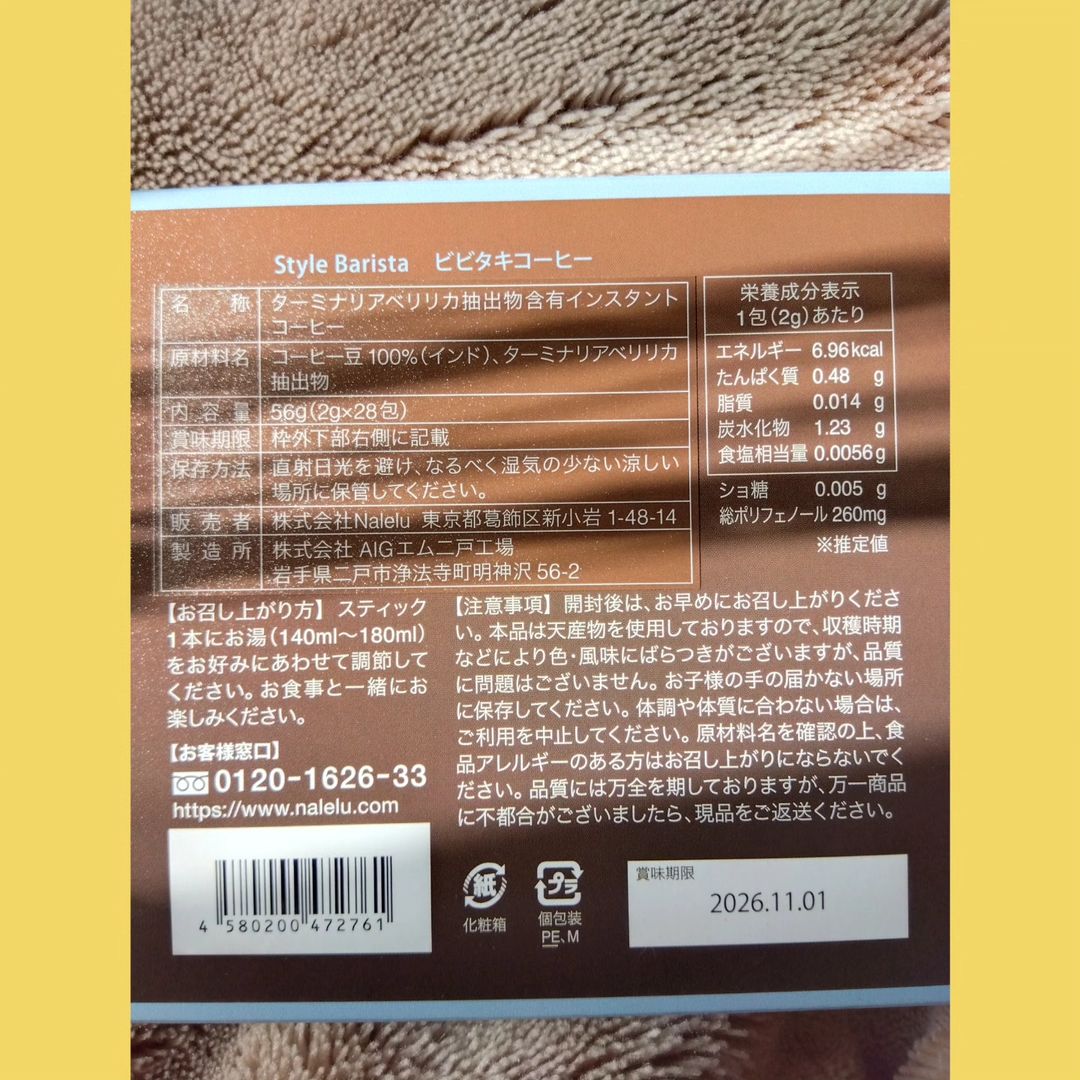 Style Barista ビビタキコーヒー
名称 ターミナリアベリリカ抽出物含有インスタント
コーヒー
原材料名 コーヒー豆 100%(インド)、ターミナリアベリリカ
抽出物
内容量 56g(2g×28包)
賞味期限 枠外下部右側に記載
保存方法 直射日光を避け、なるべく湿気の少ない涼しい
場所に保管してください。
販売者 株式会社Nalelu 東京都葛飾区新小岩 1-48-14
製造所 株式会社 AIGエム二戸工場
岩手県二戸市浄法寺町明神沢 56-2
栄養成分表示
1包(2g)あたり
エネルギー 6.96kcal
たんぱく質 0.48 g
脂質 0.014 g
炭水化物 1.23 g
食塩相当量 0.0056g
ショ糖 0.005 g
総ポリフェノール 260mg
※推定値
【お召し上がり方】スティック
1本にお湯(140ml〜180ml)
をお好みにあわせて調節して
ください。お食事と一緒にお
楽しみください。
【お客様窓口】
0120-1626-33
https://www.nalelu.com
【注意事項】開封後は、お早めにお召し上がりくださ
い。本品は天産物を使用しておりますので、収穫時期
などにより色・風味にばらつきがございますが、品質
に問題はございません。お子様の手の届かない場所
に保存してください。体調や体質に合わない場合は、
ご利用を中止してください。原材料名を確認の上、食
品アレルギーのある方はお召し上がりにならないでく
ださい。品質には万全を期しておりますが、万一商品
に不都合がございましたら、現品をご返送ください。
4 580200 472761
紙
化粧箱
プラ
個包装
PE、M
賞味期限
2026.11.01